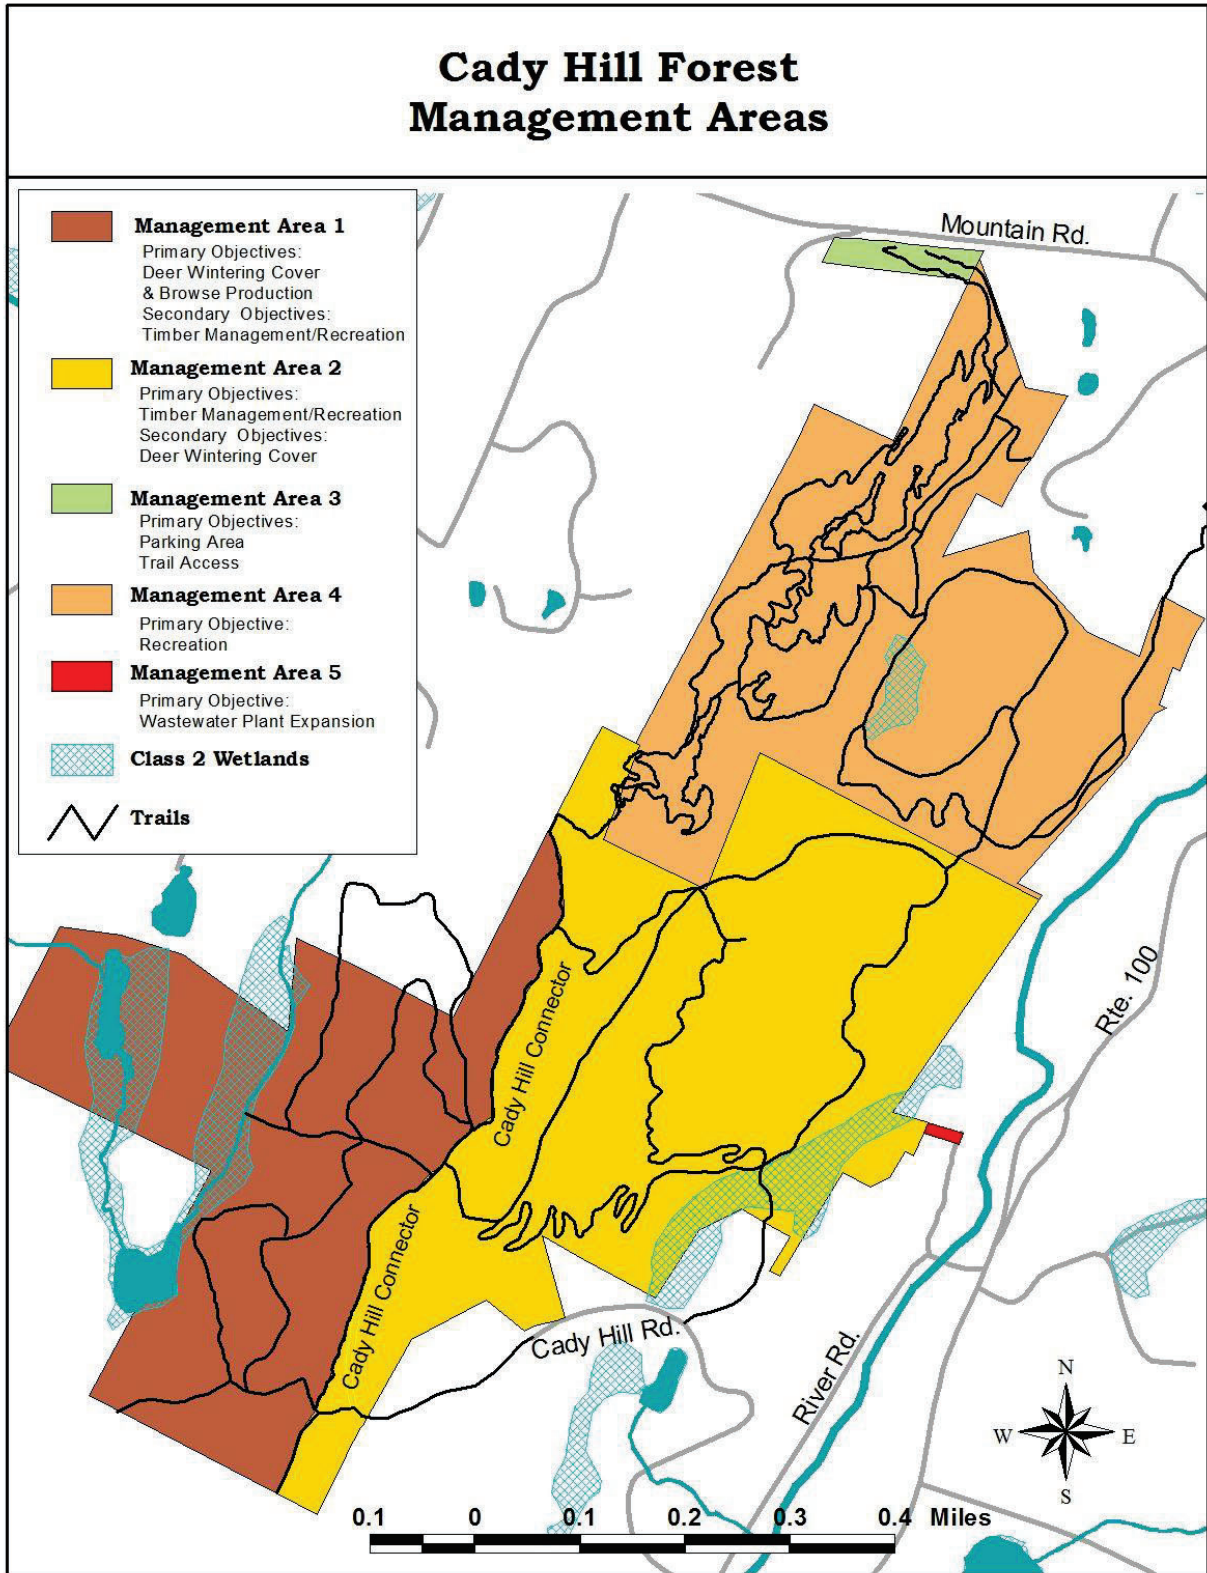 Cady Hill Forest
Management Areas
Management Area 1
Primary Objectives:
Deer Wintering Cover
& Browse Production
Secondary Objectives:
Timber Management/Recreation
Management Area 2
Primary Objectives:
Timber Management/Recreation
Secondary Objectives:
Deer Wintering Cover
Management Area 3
Primary Objectives:
Parking Area
Trail Access
Management Area 4
Primary Objective:
Recreation
Management Area 5
Primary Objective:
Wastewater Plant Expansion
Class 2 Wetlands
Trails
Mountain Rd.
Rte. 100
Cady Hill Connector
Cady Hill Connector
Cady Hill Rd.
River Rd.
N
W E
S
0.1 0 0.1 0.2 0.3 0.4 Miles